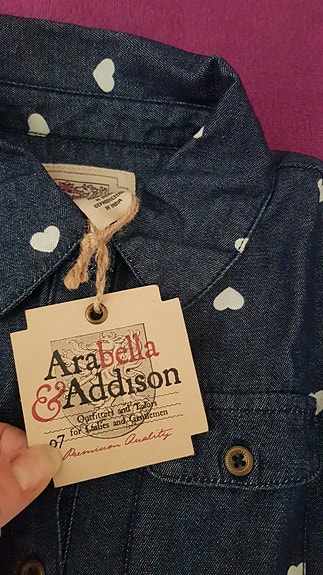 Arabella
& Addison
Outfitters and Tailors
for Ladies and Gentlemen
97
Premium Quality